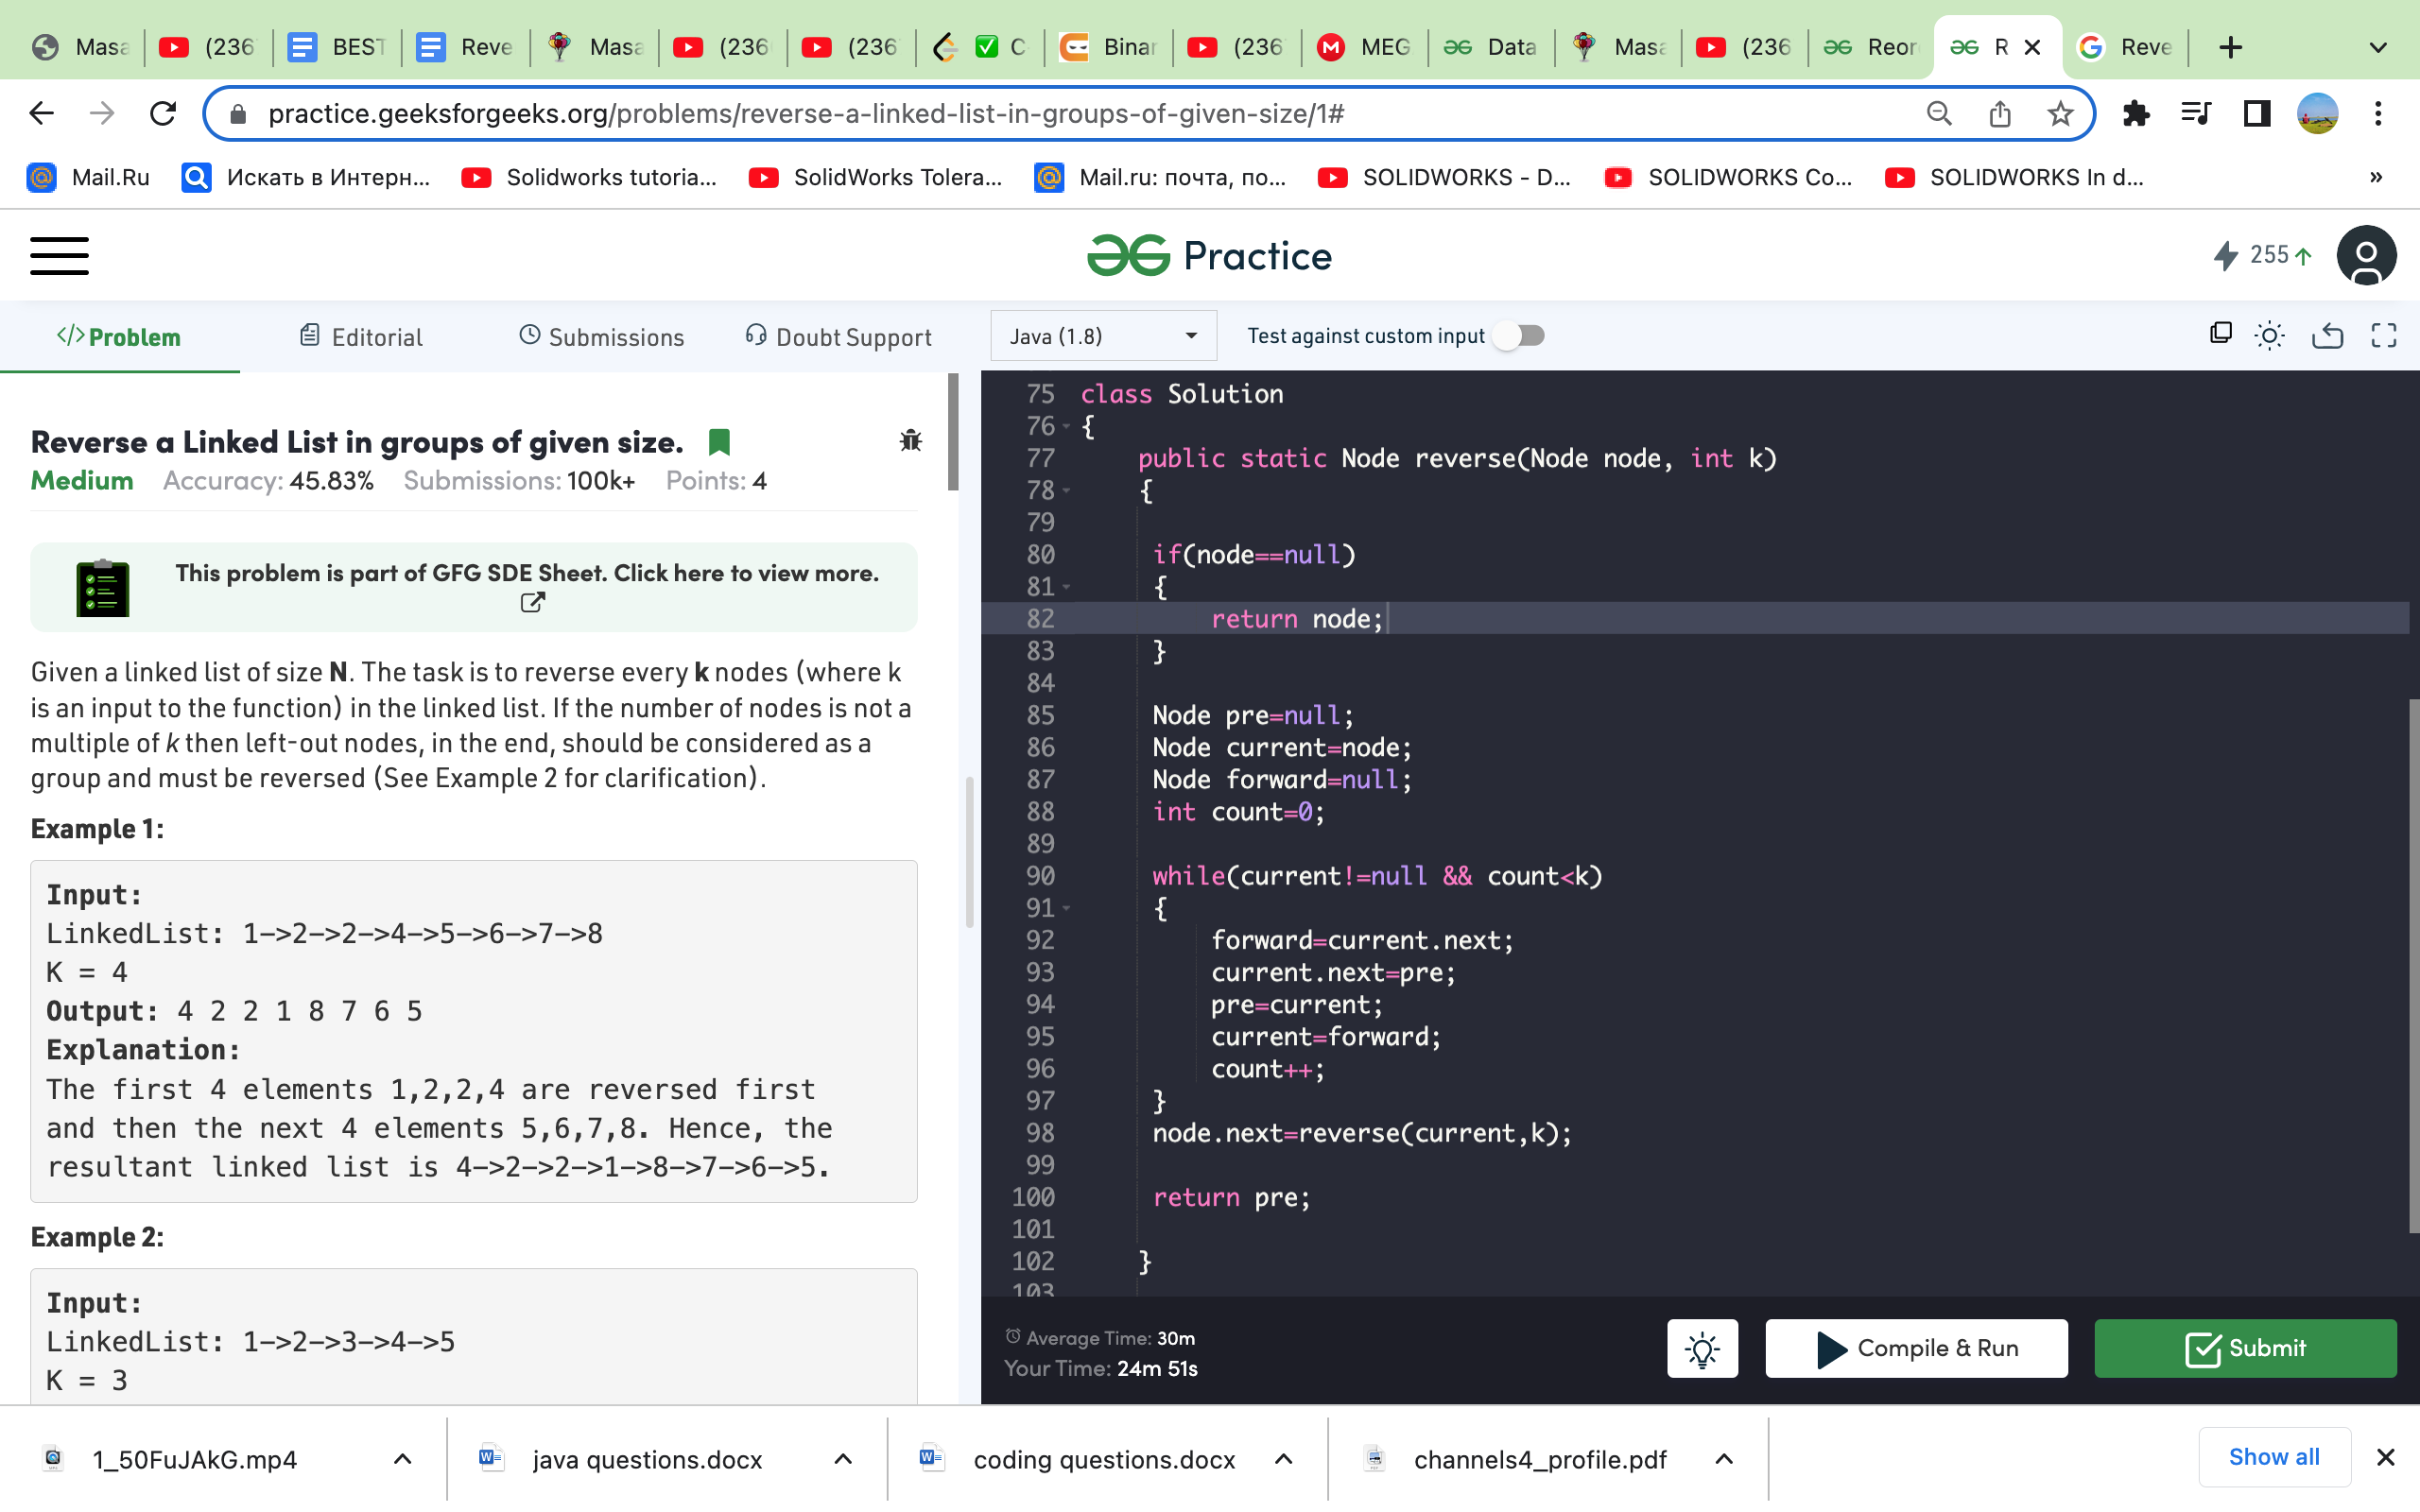 Masa
(236
BEST
Reve
Masa
(236
(236
C
Binar
(236
MEG
Data
Masa
(236
Reor
R
Reve
practice.geeksforgeeks.org/problems/reverse-a-linked-list-in-groups-of-given-size/1#
Mail.Ru
Искать в Интерн...
Solidworks tutoria...
SolidWorks Tolera...
Mail.ru: почта, по...
SOLIDWORKS - D...
SOLIDWORKS Co...
SOLIDWORKS In d...
»
Practice
255
</>Problem
Editorial
Submissions
Doubt Support
Java (1.8)
Test against custom input
Reverse a Linked List in groups of given size.
Medium Accuracy: 45.83% Submissions: 100k+ Points: 4
This problem is part of GFG SDE Sheet. Click here to view more.
Given a linked list of size N. The task is to reverse every k nodes (where k
is an input to the function) in the linked list. If the number of nodes is not a
multiple of k then left-out nodes, in the end, should be considered as a
group and must be reversed (See Example 2 for clarification).
Example 1:
Input:
LinkedList: 1->2->2->4->5->6->7->8
K = 4
Output: 4 2 2 1 8 7 6 5
Explanation:
The first 4 elements 1,2,2,4 are reversed first
and then the next 4 elements 5,6,7,8. Hence, the
resultant linked list is 4->2->2->1->8->7->6->5.
Example 2:
Input:
LinkedList: 1->2->3->4->5
K = 3
75 class Solution
76 {
77 public static Node reverse(Node node, int k)
78 {
79
80 if(node==null)
81 {
82 return node;
83 }
84
85 Node pre=null;
86 Node current=node;
87 Node forward=null;
88 int count=0;
89
90 while(current!=null && count<k)
91 {
92 forward=current.next;
93 current.next=pre;
94 pre=current;
95 current=forward;
96 count++;
97 }
98 node.next=reverse(current,k);
99
100 return pre;
101
102 }
103
Average Time: 30m
Your Time: 24m 51s
Compile & Run
Submit
1_50FuJAkG.mp4
java questions.docx
coding questions.docx
channels4_profile.pdf
Show all